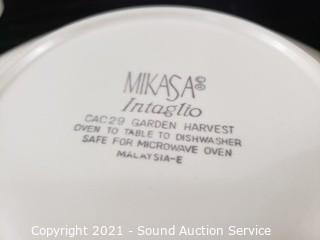 MIKASA®
Intaglio
CAC29 GARDEN HARVEST
OVEN TO TABLE TO DISHWASHER
SAFE FOR MICROWAVE OVEN
MALAYSIA-E
Copyright 2021 - Sound Auction Service